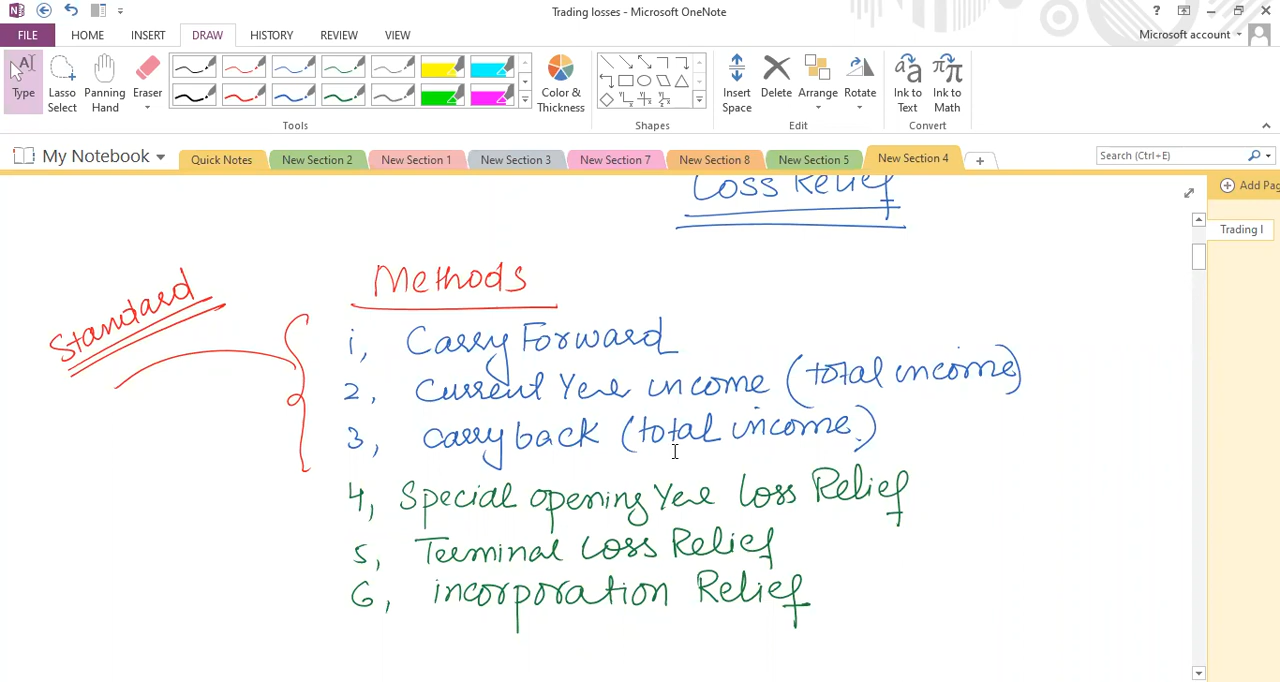 Trading losses - Microsoft OneNote
FILE HOME INSERT DRAW HISTORY REVIEW VIEW
Microsoft account
Type
Lasso Select
Panning Hand
Eraser
Color & Thickness
Insert Space
Delete
Arrange
Rotate
Ink to Text
Ink to Math
Tools
Shapes
Edit
Convert
My Notebook
Quick Notes
New Section 2
New Section 1
New Section 3
New Section 7
New Section 8
New Section 5
New Section 4
Search (Ctrl+E)
Add Pag
Trading l
Loss Relief
Standard
Methods
1, Carry Forward
2, Current Year income (total income)
3, carry back (total income)
4, Special opening Year loss Relief
5, Terminal Loss Relief
6, incorporation Relief